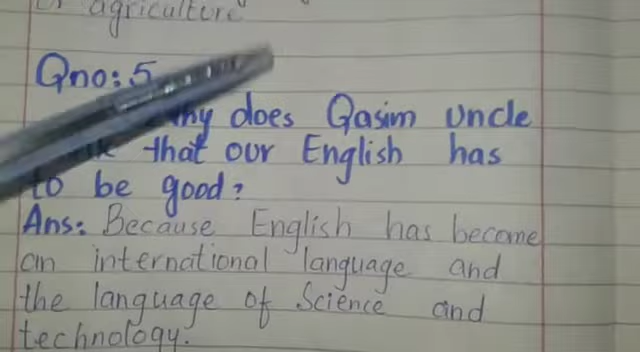 agriculture
Qno: 5
does Qasim uncle
that our English has
to be good?
Ans: Because English has become
an international language and
the language of Science and
technology.